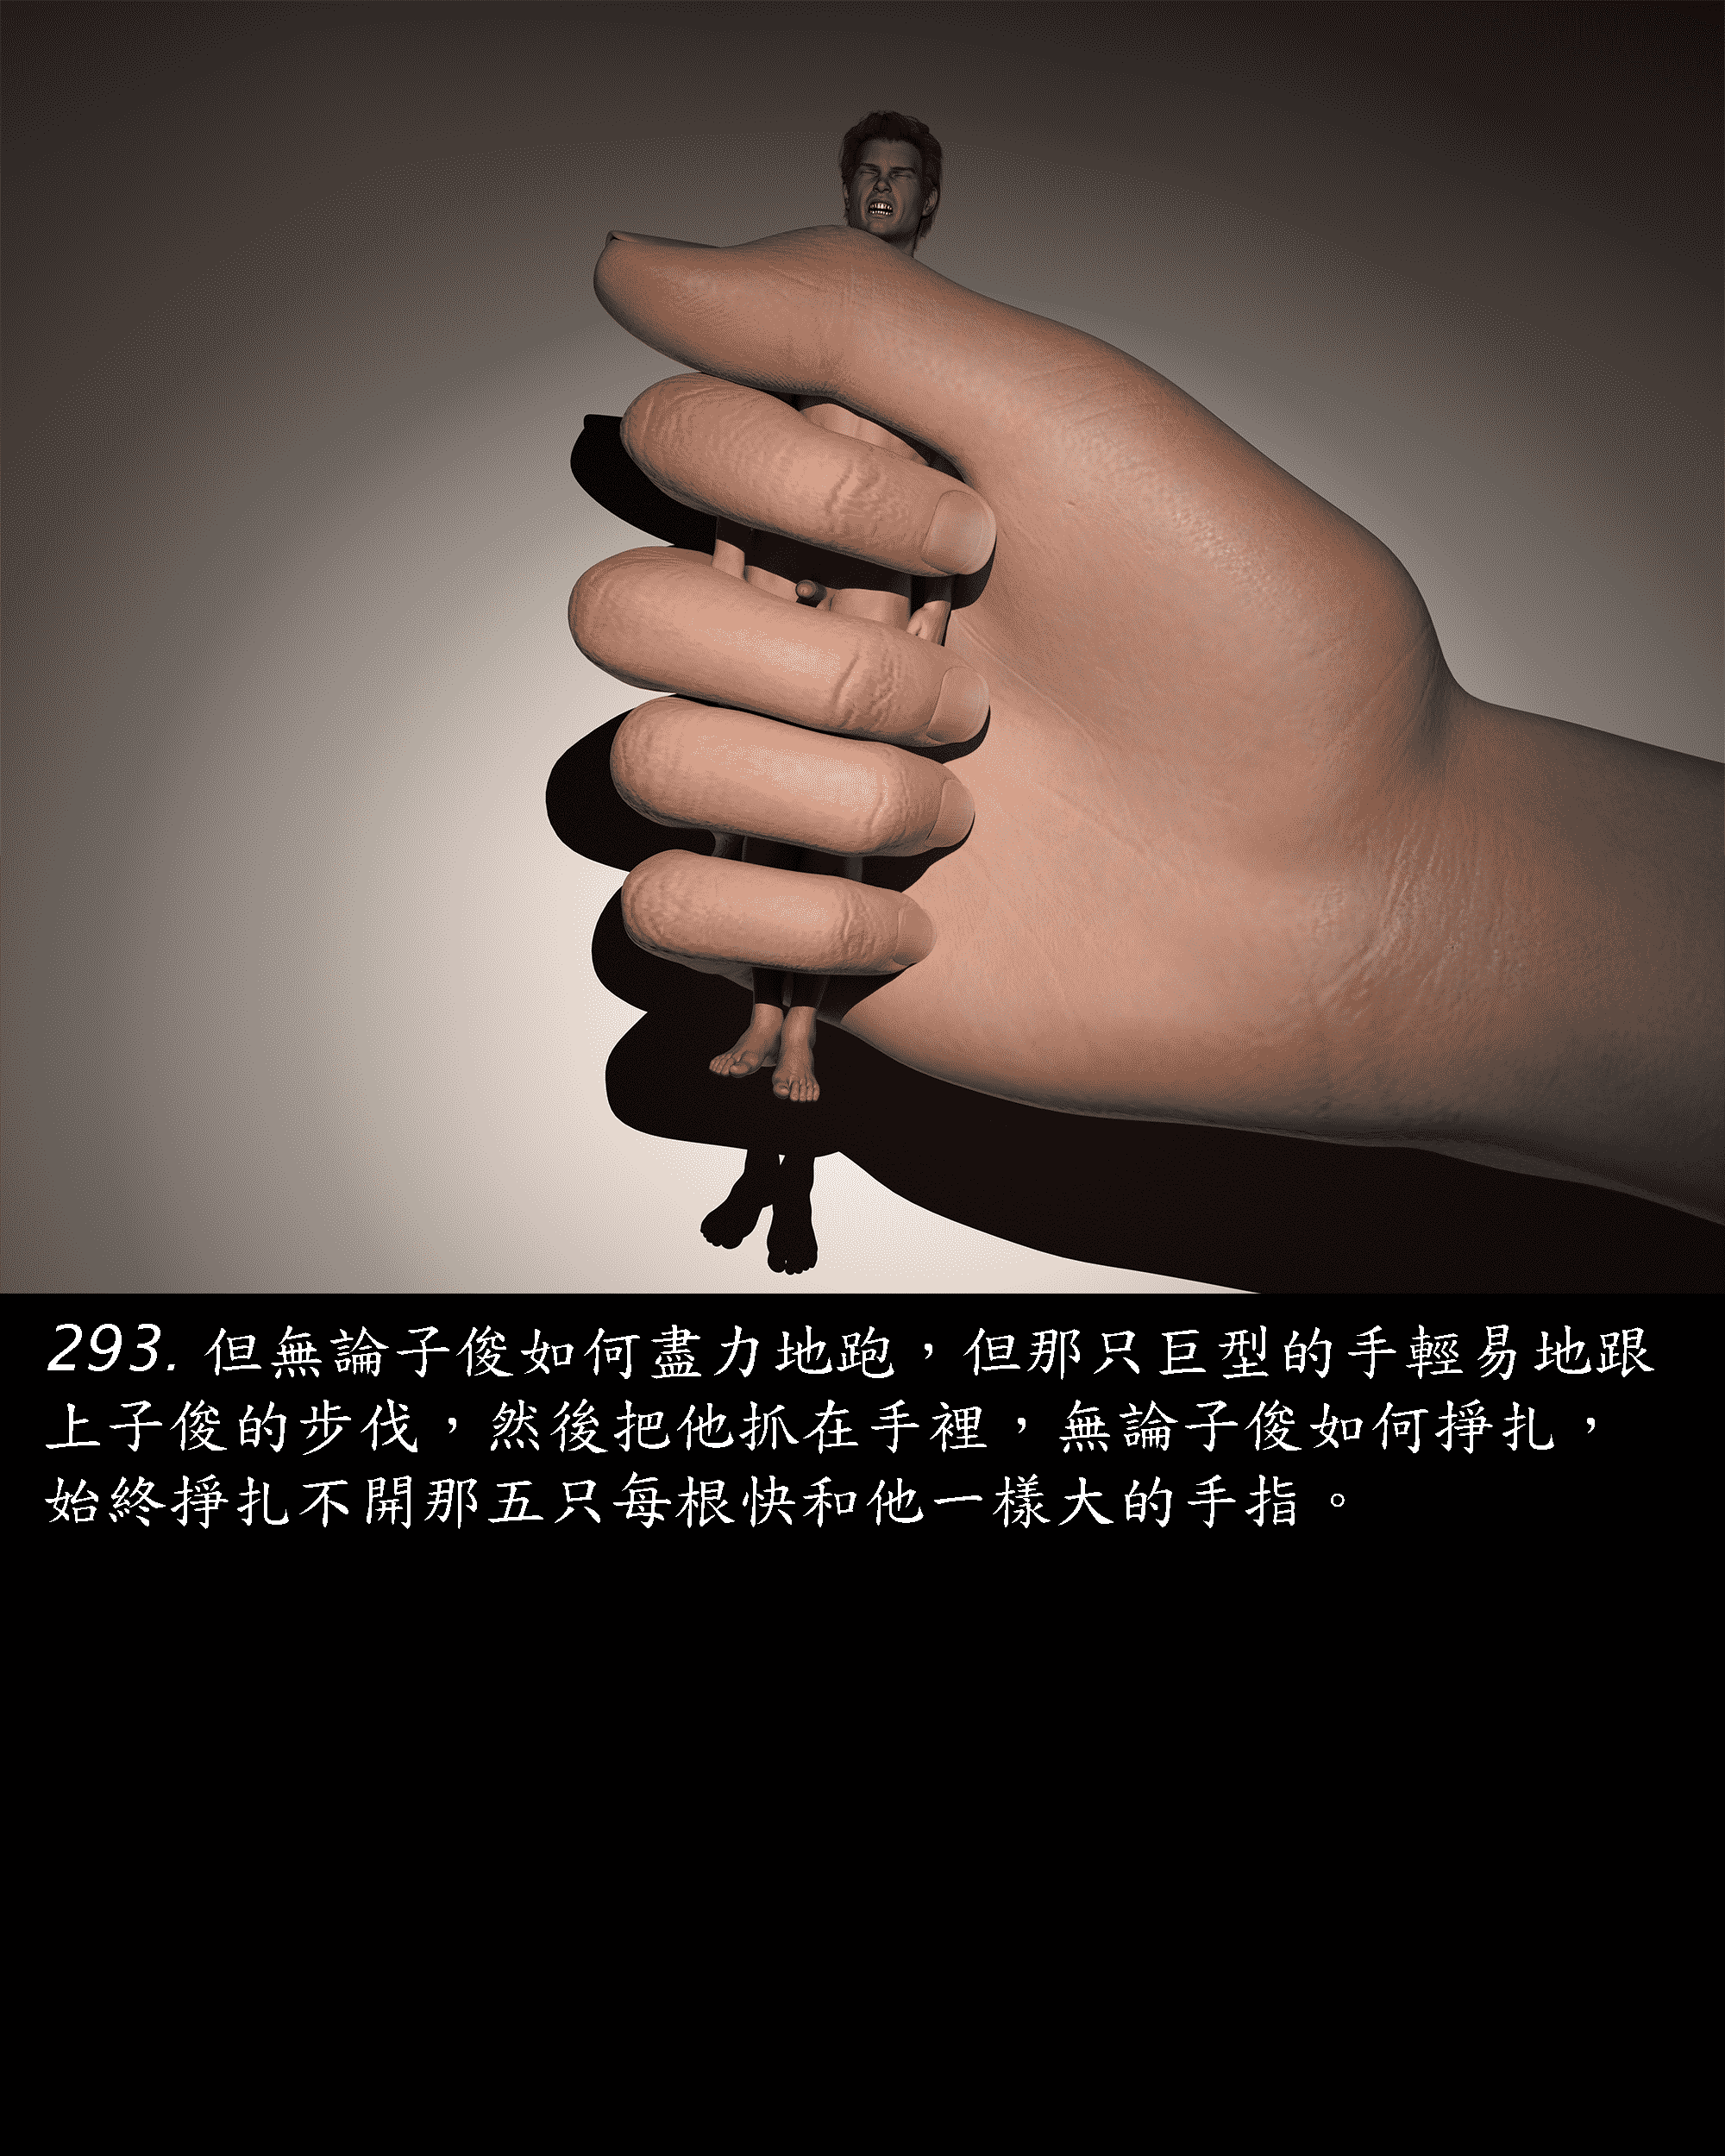 293. 但無論子俊如何盡力地跑，但那只巨型的手輕易地跟
上子俊的步伐，然後把他抓在手裡，無論子俊如何掙扎，
始終掙扎不開那五只每根快和他一樣大的手指。